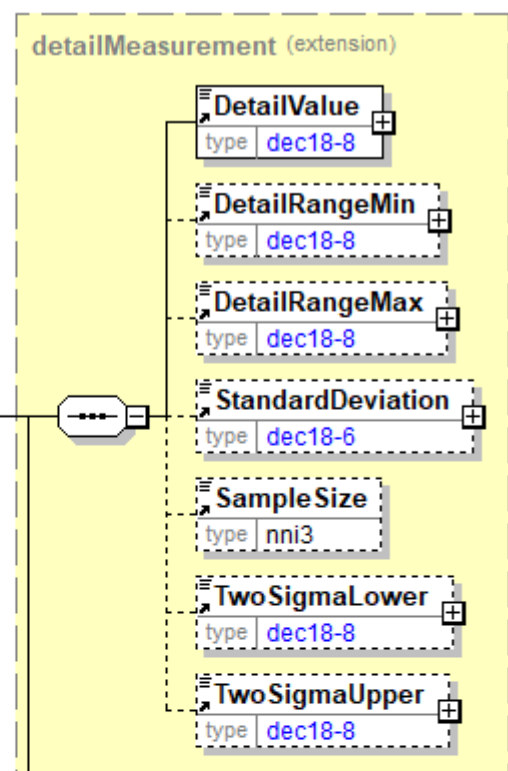 detailMeasurement (extension)
DetailValue
type dec18-8
DetailRangeMin
type dec18-8
DetailRangeMax
type dec18-8
StandardDeviation
type dec18-6
SampleSize
type nni3
TwoSigmaLower
type dec18-8
TwoSigmaUpper
type dec18-8